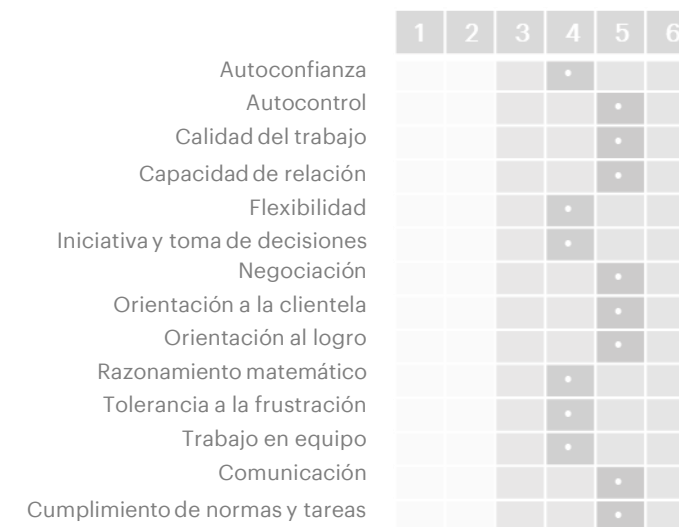 1 2 3 4 5 6
Autoconfianza
Autocontrol
Calidad del trabajo
Capacidad de relación
Flexibilidad
Iniciativa y toma de decisiones
Negociación
Orientación a la clientela
Orientación al logro
Razonamiento matemático
Tolerancia a la frustración
Trabajo en equipo
Comunicación
Cumplimiento de normas y tareas